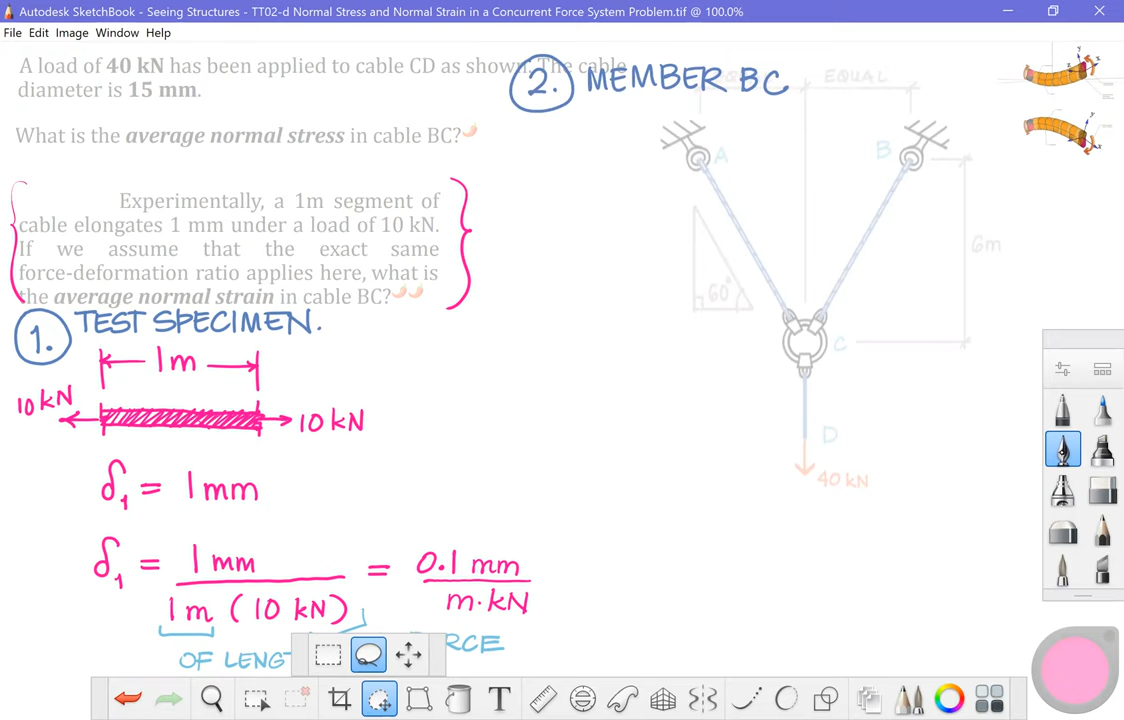 Autodesk SketchBook - Seeing Structures - TT02-d Normal Stress and Normal Strain in a Concurrent Force System Problem.tif @ 100.0%
File Edit Image Window Help
A load of 40 kN has been applied to cable CD as shown. The cable
diameter is 15 mm.
What is the average normal stress in cable BC?
Experimentally, a 1m segment of
cable elongates 1 mm under a load of 10 kN.
If we assume that the exact same
force-deformation ratio applies here, what is
the average normal strain in cable BC?
1. TEST SPECIMEN.
1m
10 kN
10 kN
δ1 = 1 mm
δ1 = 1 mm / 1m (10 kN) = 0.1 mm / m·kN
2. MEMBER BC
EQUAL
A
B
6m
60°
C
D
40 kN
T